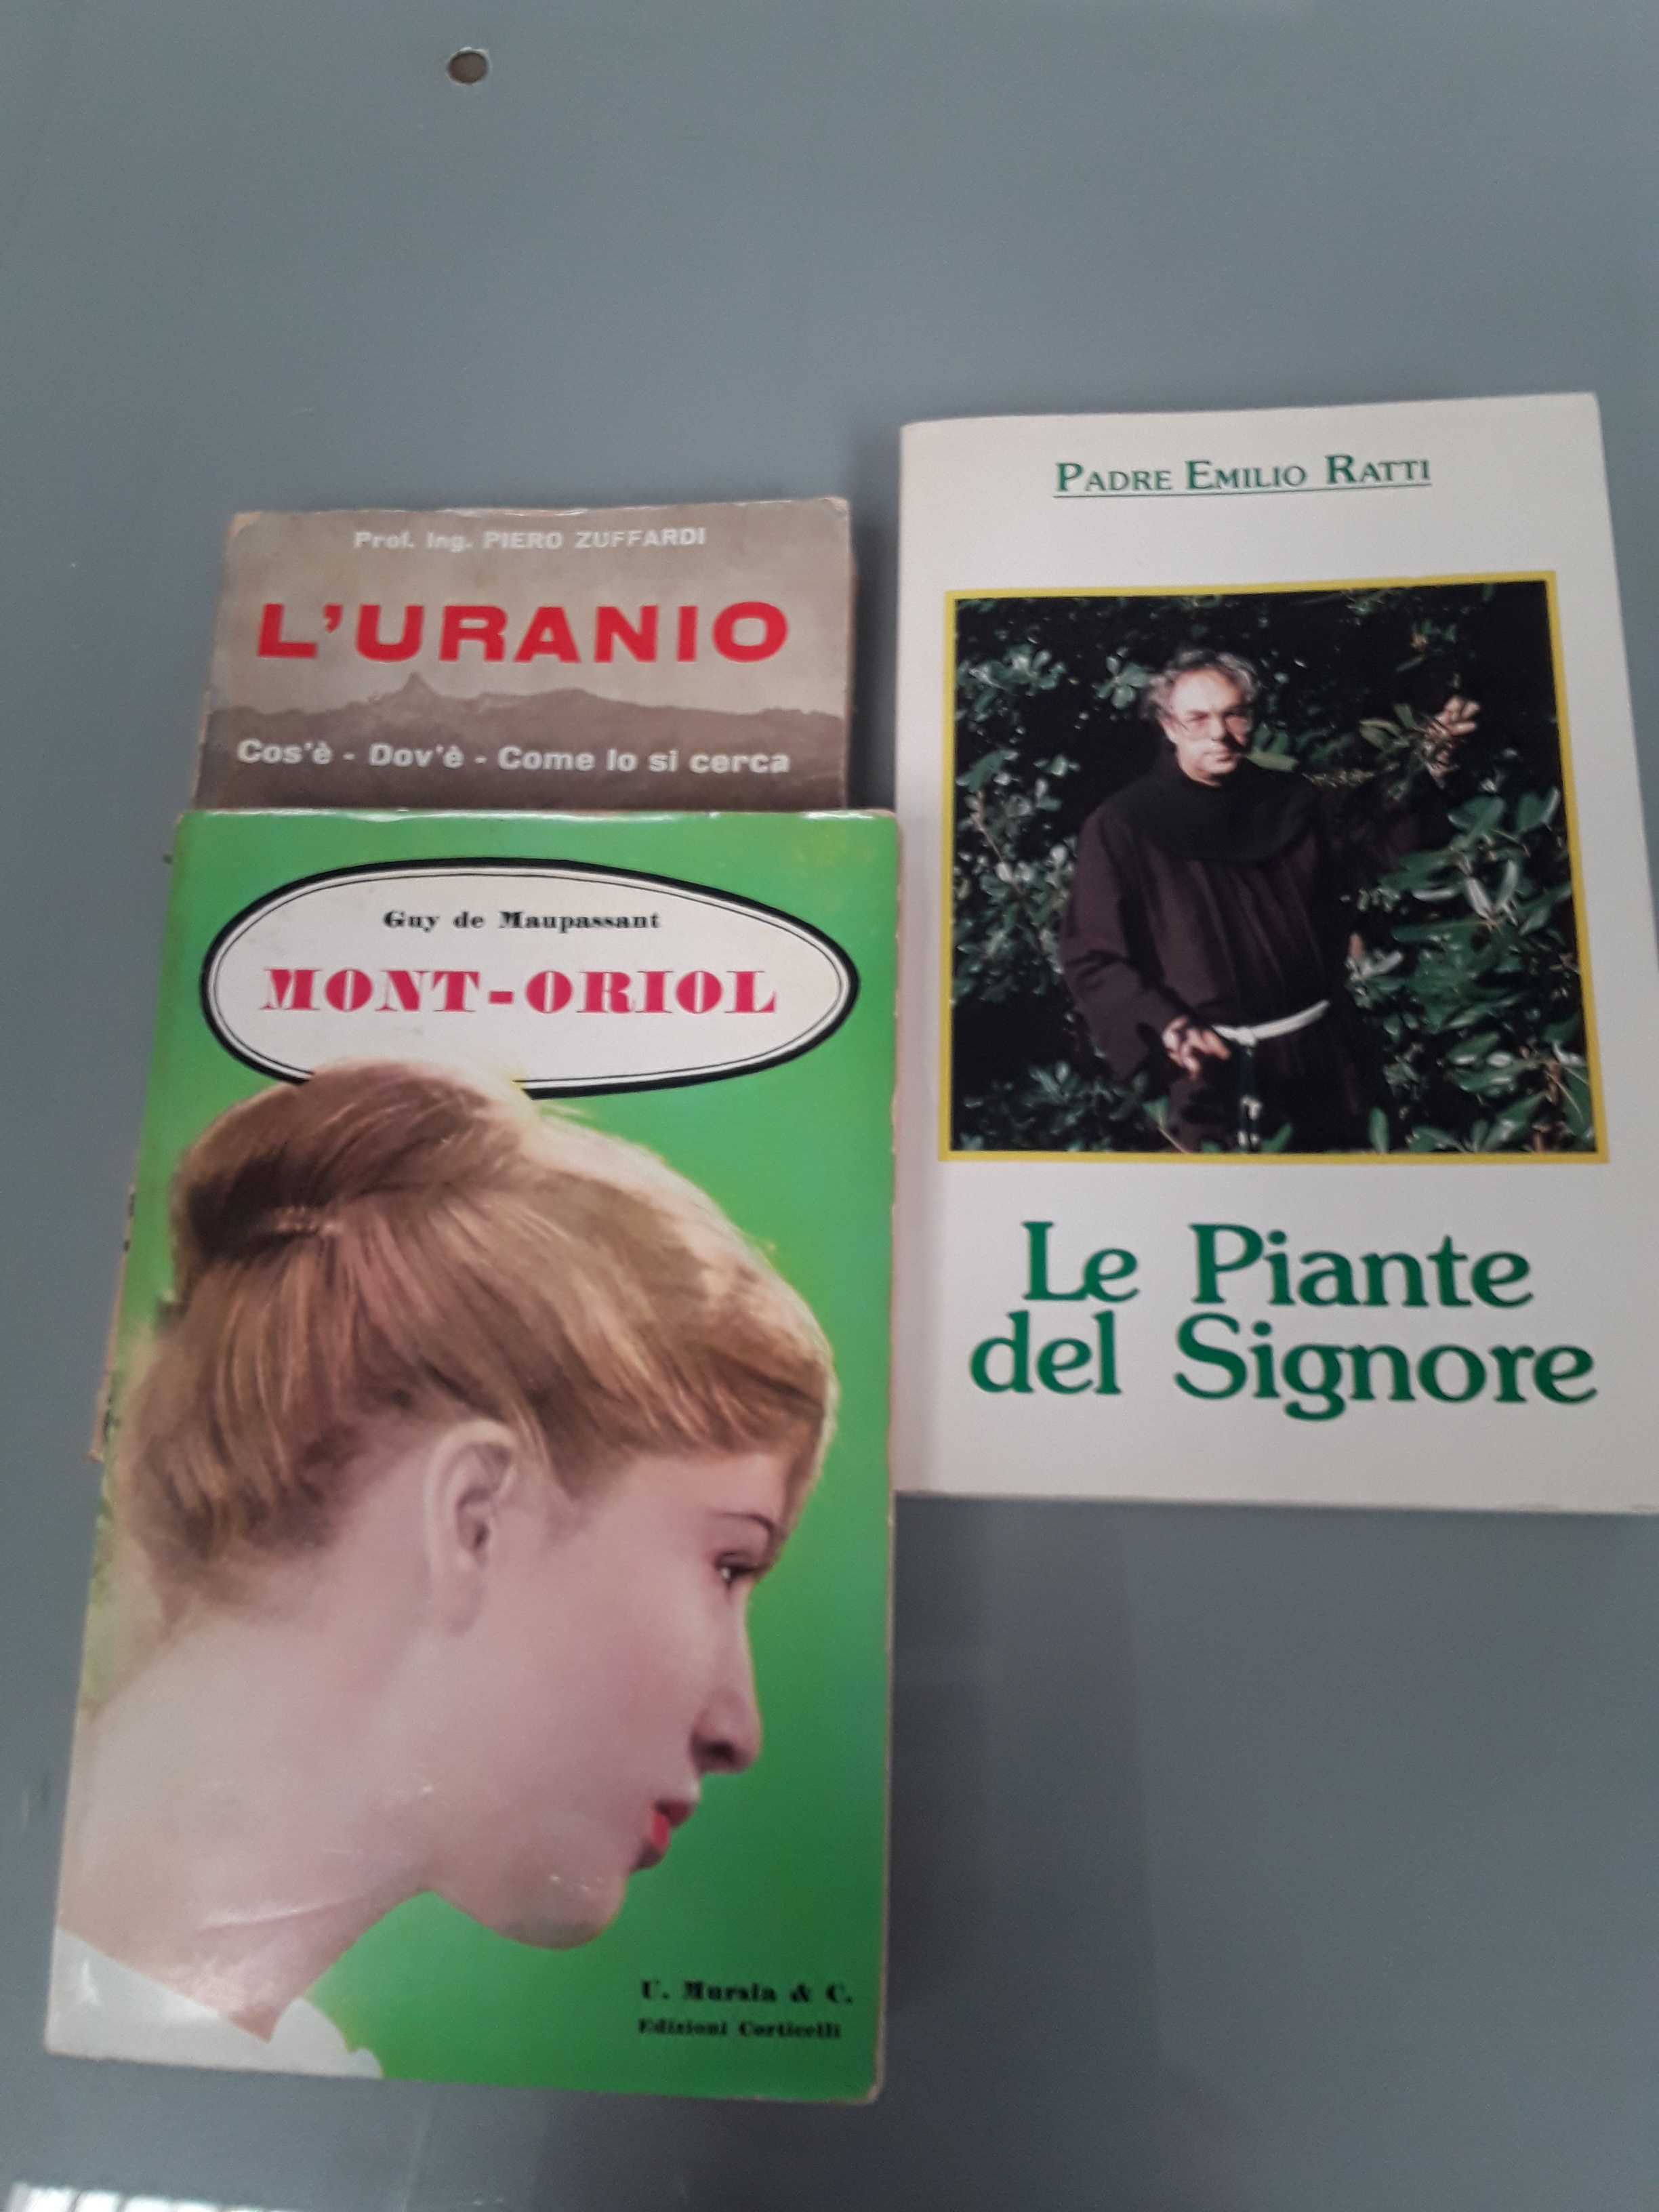 Prof. Ing. PIERO ZUFFARDI
L'URANIO
Cos'è - Dov'è - Come lo si cerca
Guy de Maupassant
MONT-ORIOL
U. Mursia & C.
Edizioni Corticelli
PADRE EMILIO RATTI
Le Piante
del Signore